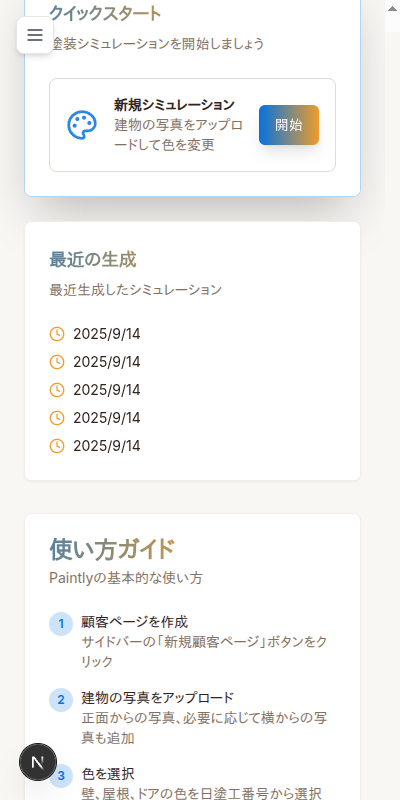 クイックスタート
塗装シミュレーションを開始しましょう
新規シミュレーション
建物の写真をアップロ
ードして色を変更
開始
最近の生成
最近生成したシミュレーション
2025/9/14
2025/9/14
2025/9/14
2025/9/14
2025/9/14
使い方ガイド
Paintlyの基本的な使い方
1 顧客ページを作成
サイドバーの「新規顧客ページ」ボタンをク
リック
2 建物の写真をアップロード
正面からの写真、必要に応じて横からの写
真も追加
3 色を選択
壁、屋根、ドアの色を日塗工番号から選択
N